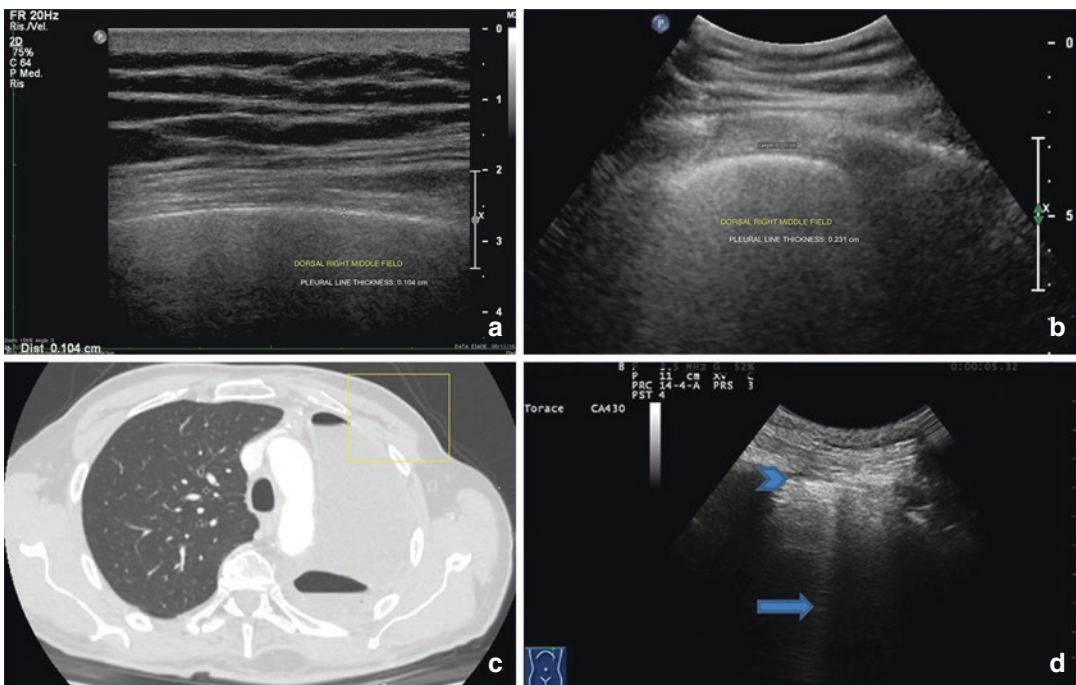 FR 20Hz
Ris./Vel.
2D
75%
C 64
P Med.
Ris
P
M3
0
1
2
X
3
4
DORSAL RIGHT MIDDLE FIELD
PLEURAL LINE THICKNESS: 0.104 cm
Dist 0.104 cm
a
P
0
5
X
DORSAL RIGHT MIDDLE FIELD
PLEURAL LINE THICKNESS: 0.231 cm
b
c
B
P 11 cm XV C
PRC 14-4-A PRS 3
PST 4
0:00:05.32
Torace CA430
d